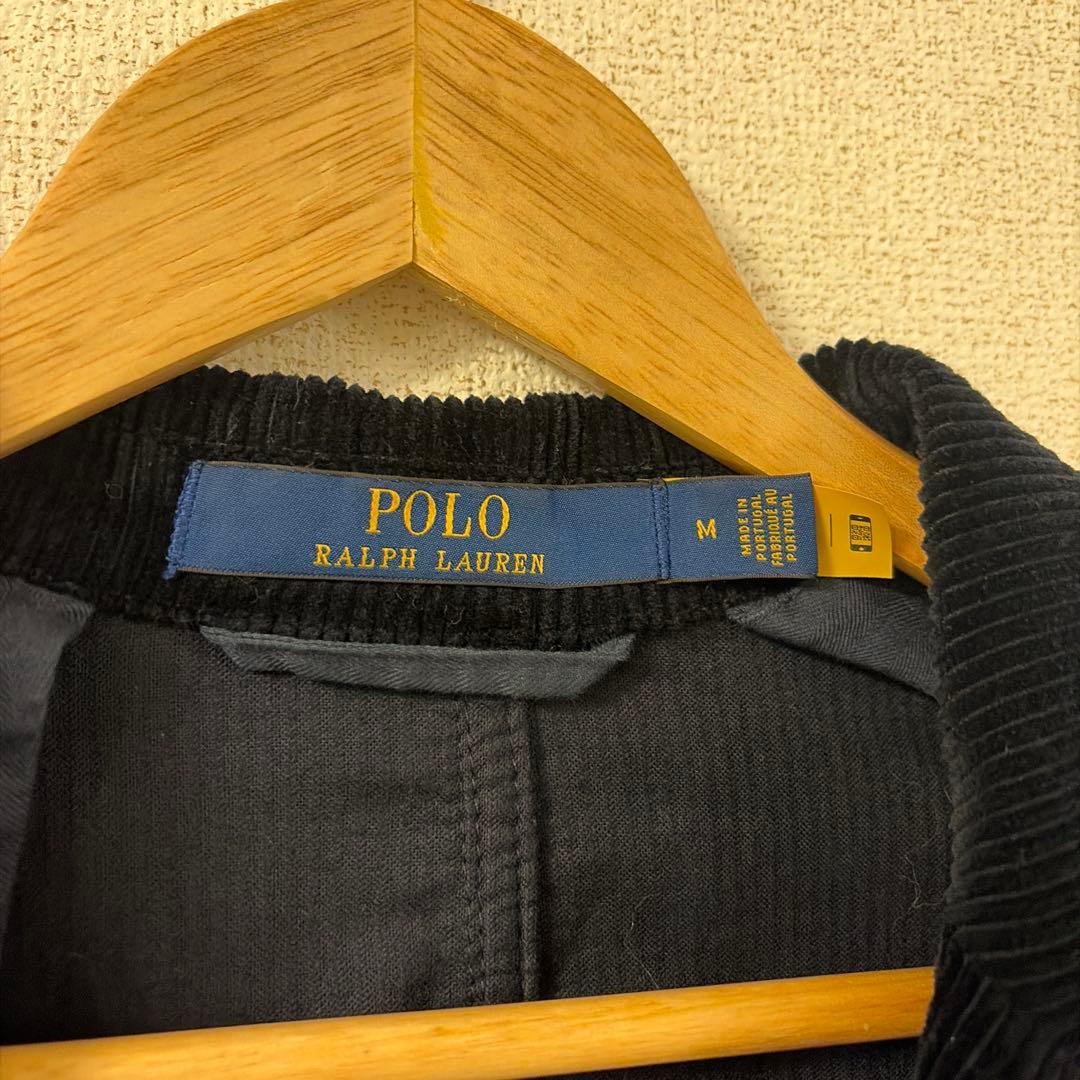 POLO
RALPH LAUREN
M
MADE IN
PORTUGAL
FABRIQUÉ AU
PORTUGAL